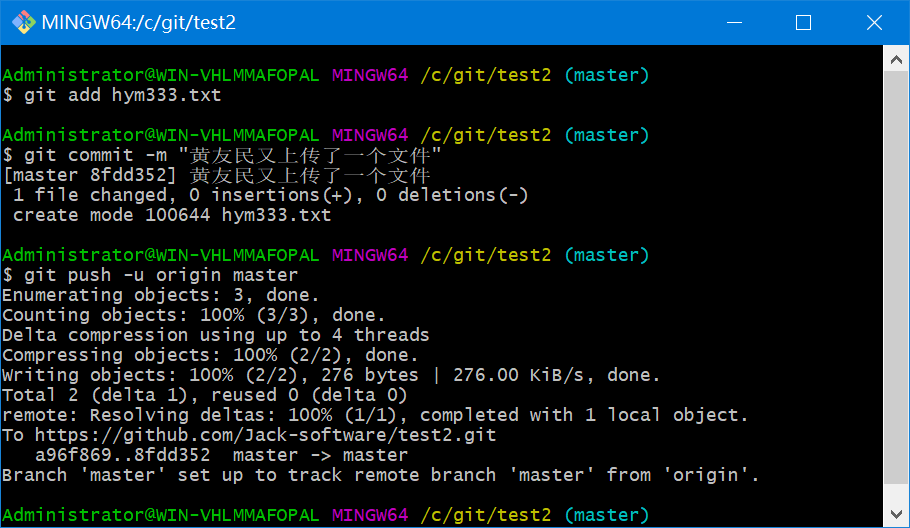 MINGW64:/c/git/test2
Administrator@WIN-VHLMMAFOPAL MINGW64 /c/git/test2 (master)
$ git add hym333.txt
Administrator@WIN-VHLMMAFOPAL MINGW64 /c/git/test2 (master)
$ git commit -m "黄友民又上传了一个文件"
[master 8fdd352] 黄友民又上传了一个文件
 1 file changed, 0 insertions(+), 0 deletions(-)
 create mode 100644 hym333.txt
Administrator@WIN-VHLMMAFOPAL MINGW64 /c/git/test2 (master)
$ git push -u origin master
Enumerating objects: 3, done.
Counting objects: 100% (3/3), done.
Delta compression using up to 4 threads
Compressing objects: 100% (2/2), done.
Writing objects: 100% (2/2), 276 bytes | 276.00 KiB/s, done.
Total 2 (delta 1), reused 0 (delta 0)
remote: Resolving deltas: 100% (1/1), completed with 1 local object.
To https://github.com/Jack-software/test2.git
   a96f869..8fdd352  master -> master
Branch 'master' set up to track remote branch 'master' from 'origin'.
Administrator@WIN-VHLMMAFOPAL MINGW64 /c/git/test2 (master)